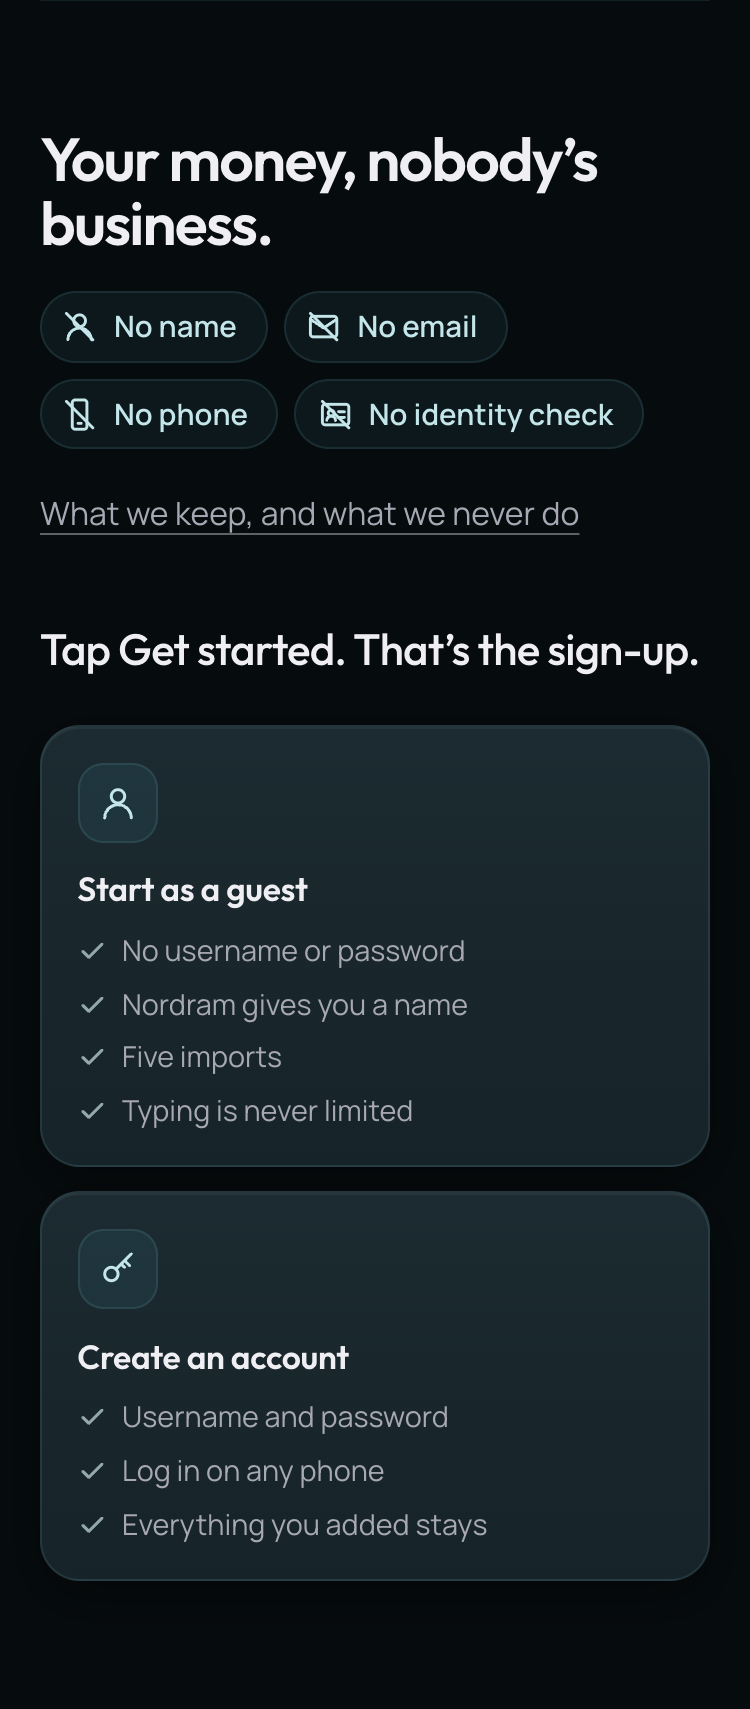 Your money, nobody’s
business.
No name
No email
No phone
No identity check
What we keep, and what we never do
Tap Get started. That’s the sign-up.
Start as a guest
No username or password
Nordram gives you a name
Five imports
Typing is never limited
Create an account
Username and password
Log in on any phone
Everything you added stays